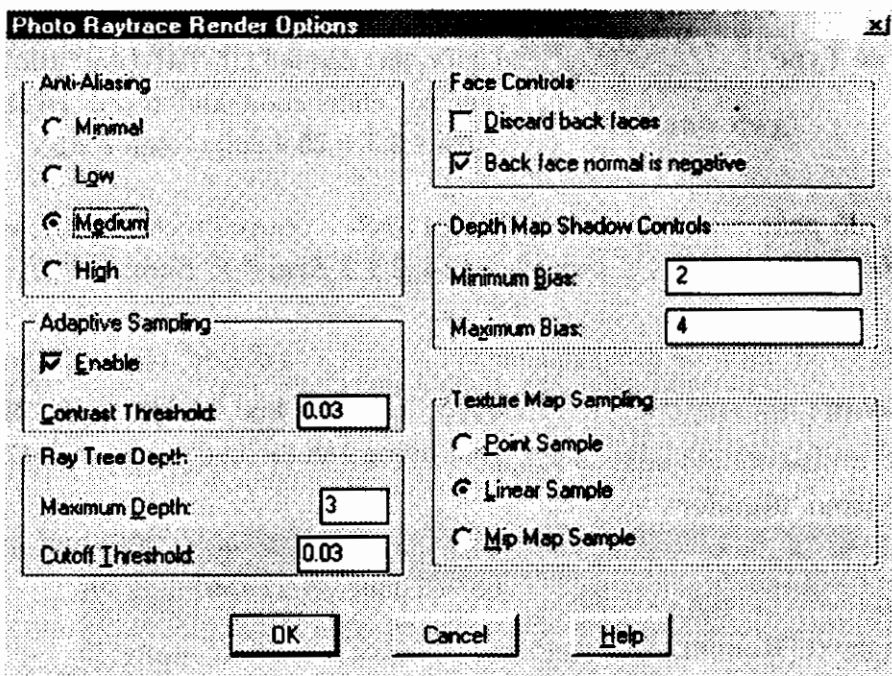 Photo Raytrace Render Options
Anti-Aliasing
Minimal
Low
Medium
High
Adaptive Sampling
Enable
Contrast Threshold: 0.03
Ray Tree Depth
Maximum Depth: 3
Cutoff Threshold: 0.03
Face Controls
Discard back faces
Back face normal is negative
Depth Map Shadow Controls
Minimum Bias: 2
Maximum Bias: 4
Texture Map Sampling
Point Sample
Linear Sample
Mip Map Sample
OK Cancel Help